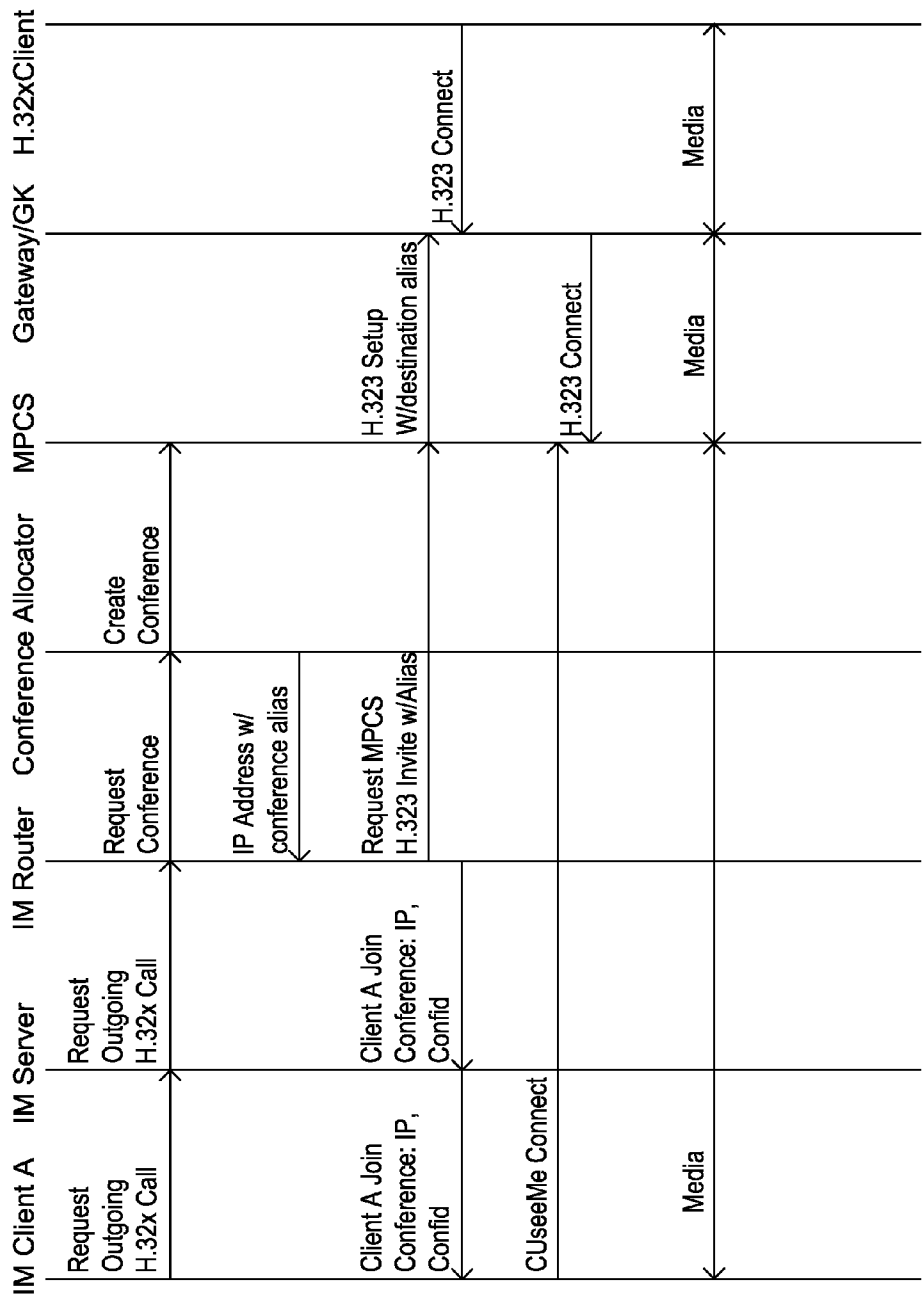 IM Client A
IM Server
IM Router
Conference Allocator
MPCS
Gateway/GK
H.32xClient
Request
Outgoing
H.32x Call
Request
Outgoing
H.32x Call
Request
Conference
Create
Conference
IP Address w/
conference alias
Client A Join
Conference: IP,
Confid
Client A Join
Conference: IP,
Confid
Request MPCS
H.323 Invite w/Alias
H.323 Setup
W/destination alias
H.323 Connect
CUseeMe Connect
H.323 Connect
Media
Media
Media